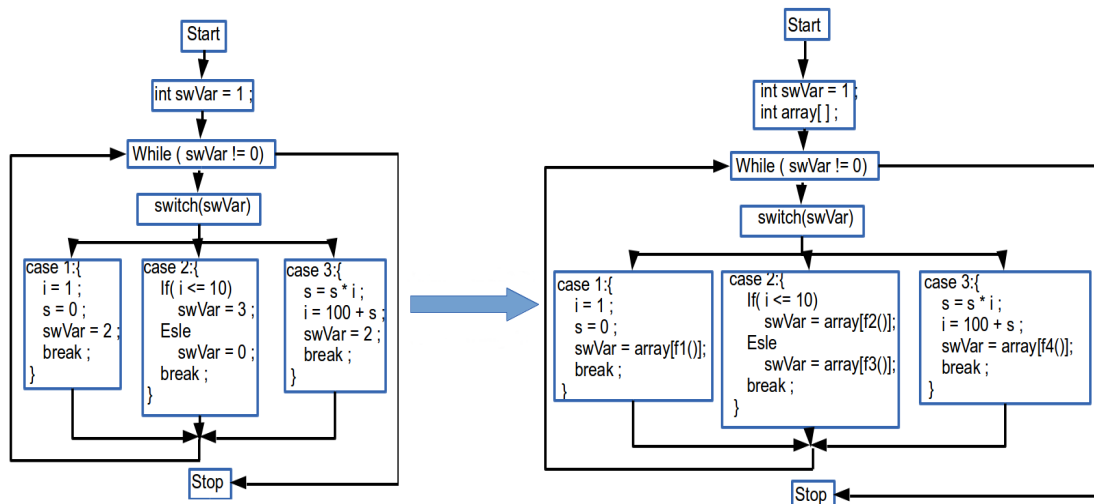 Start
int swVar = 1 ;
While ( swVar != 0)
switch(swVar)
case 1:{
i = 1 ;
s = 0 ;
swVar = 2 ;
break ;
}
case 2:{
If( i <= 10)
swVar = 3 ;
Esle
swVar = 0 ;
break ;
}
case 3:{
s = s * i ;
i = 100 + s ;
swVar = 2 ;
break ;
}
Stop
Start
int swVar = 1 ;
int array[ ] ;
While ( swVar != 0)
switch(swVar)
case 1:{
i = 1 ;
s = 0 ;
swVar = array[f1()];
break ;
}
case 2:{
If( i <= 10)
swVar = array[f2()];
Esle
swVar = array[f3()];
break ;
}
case 3:{
s = s * i ;
i = 100 + s ;
swVar = array[f4()];
break ;
}
Stop